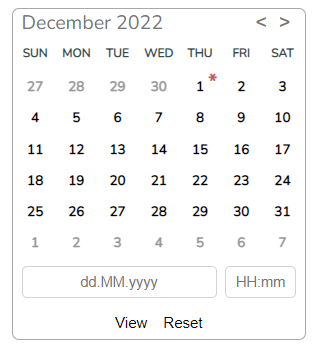 December 2022 < >
SUN MON TUE WED THU FRI SAT
27 28 29 30 1 * 2 3
4 5 6 7 8 9 10
11 12 13 14 15 16 17
18 19 20 21 22 23 24
25 26 27 28 29 30 31
1 2 3 4 5 6 7
dd.MM.yyyy HH:mm
View Reset